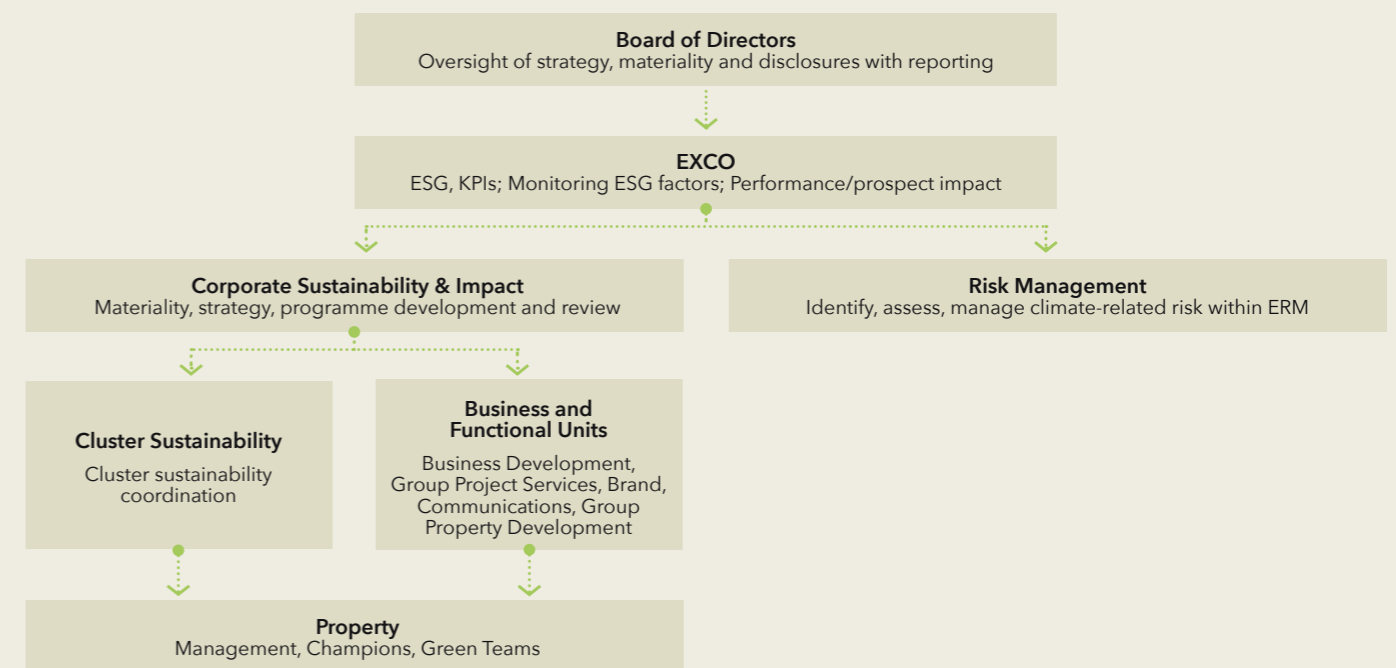 Board of Directors
Oversight of strategy, materiality and disclosures with reporting
EXCO
ESG, KPIs; Monitoring ESG factors; Performance/prospect impact
Corporate Sustainability & Impact
Materiality, strategy, programme development and review
Risk Management
Identify, assess, manage climate-related risk within ERM
Cluster Sustainability
Cluster sustainability
coordination
Business and
Functional Units
Business Development,
Group Project Services, Brand,
Communications, Group
Property Development
Property
Management, Champions, Green Teams